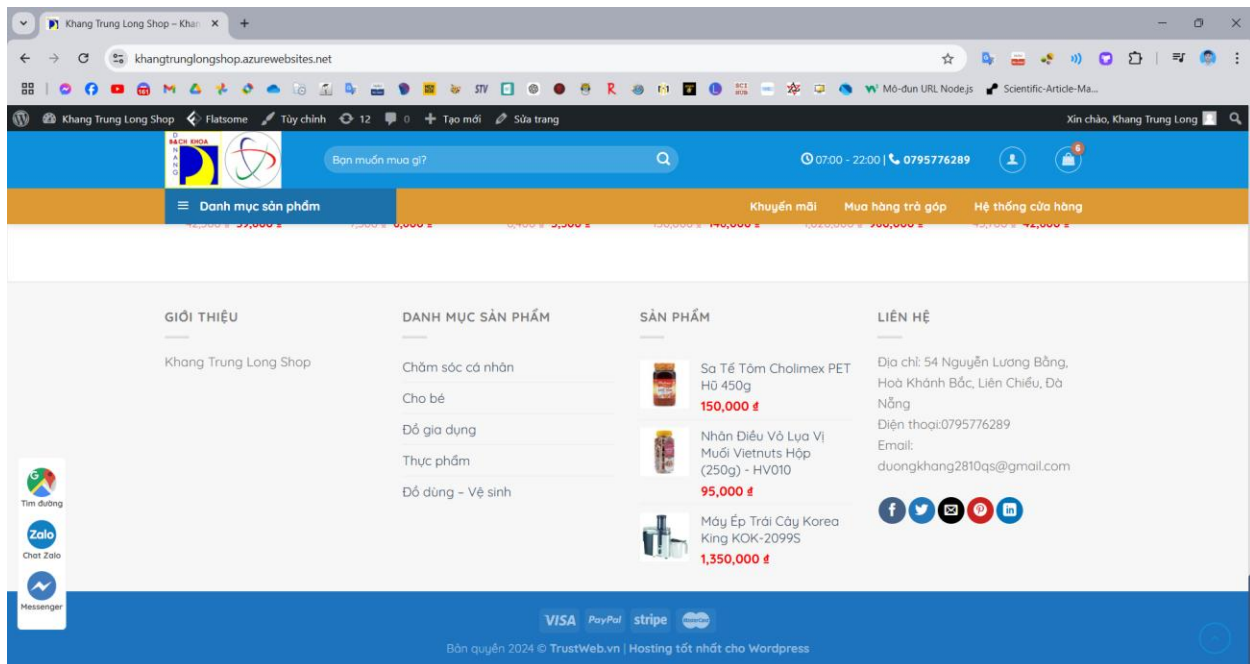 Khang Trung Long Shop – Khan
khangtrunglongshop.azurewebsites.net
STV
R
Mô-đun URL Node.js
Scientific-Article-Ma...
Khang Trung Long Shop
Flatsome
Tùy chỉnh
12
0
Tạo mới
Sửa trang
Xin chào, Khang Trung Long
BÁCH KHOA
Bạn muốn mua gì?
07:00 - 22:00 | 0795776289
6
Danh mục sản phẩm
Khuyến mãi
Mua hàng trả góp
Hệ thống cửa hàng
GIỚI THIỆU
Khang Trung Long Shop
DANH MỤC SẢN PHẨM
Chăm sóc cá nhân
Cho bé
Đồ gia dụng
Thực phẩm
Đồ dùng – Vệ sinh
SẢN PHẨM
Sa Tế Tôm Cholimex PET
Hũ 450g
150,000 ₫
Nhân Điều Vỏ Lụa Vị
Muối Vietnuts Hộp
(250g) - HV010
95,000 ₫
Máy Ép Trái Cây Korea
King KOK-2099S
1,350,000 ₫
LIÊN HỆ
Địa chỉ: 54 Nguyễn Lương Bằng,
Hoà Khánh Bắc, Liên Chiểu, Đà
Nẵng
Điện thoại:0795776289
Email:
duongkhang2810qs@gmail.com
Tìm đường
Zalo
Chat Zalo
Messenger
VISA PayPal stripe
Bản quyền 2024 © TrustWeb.vn | Hosting tốt nhất cho Wordpress